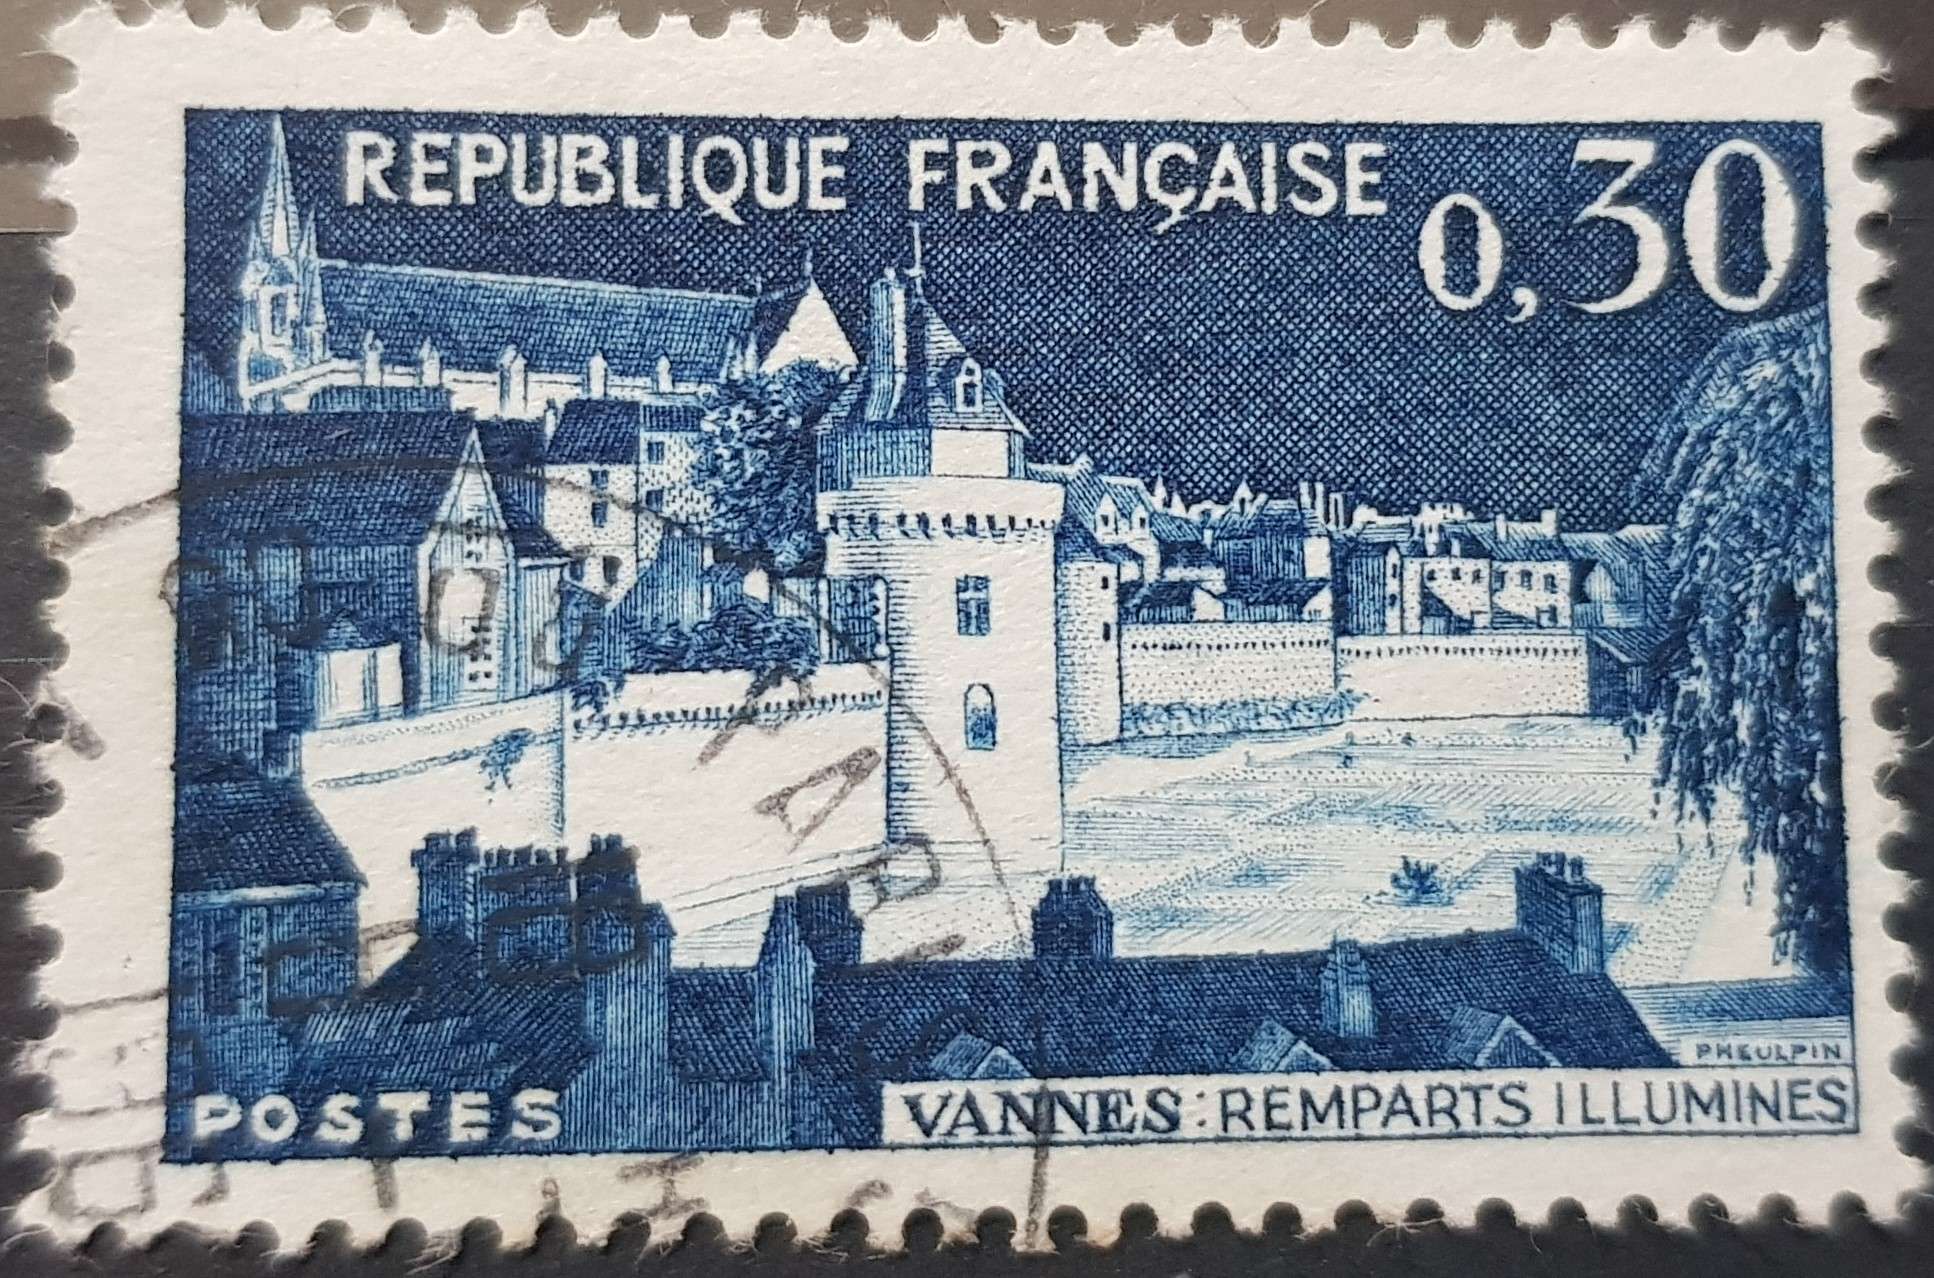 REPUBLIQUE FRANÇAISE
0,30
PHEULPIN
POSTES
VANNES : REMPARTS ILLUMINES